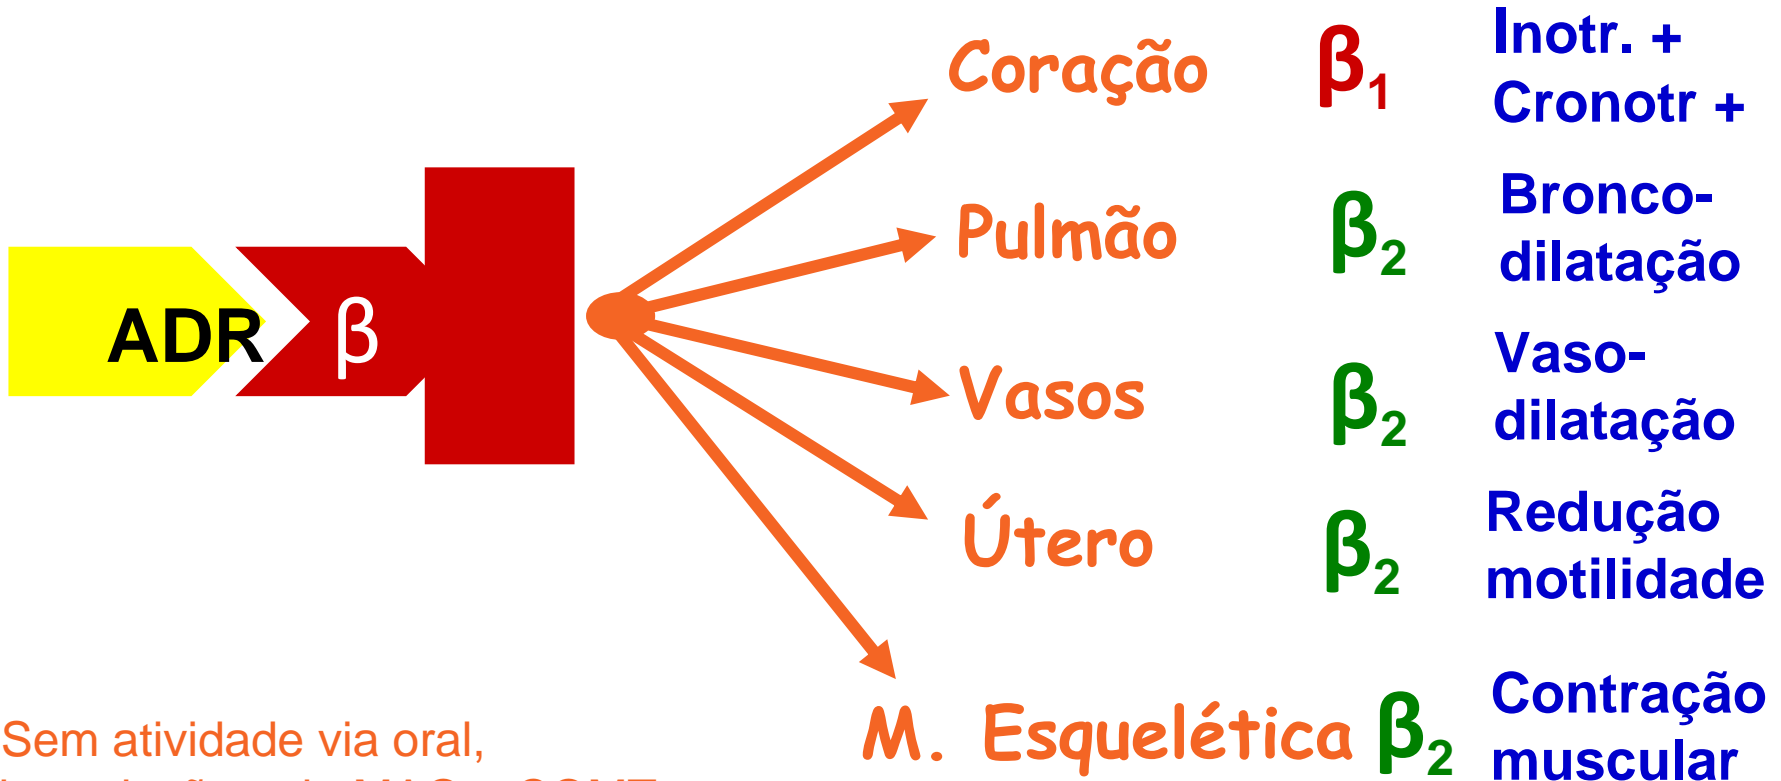 Coração β1 Inotr. +
Cronotr +
Pulmão β2 Bronco-
dilatação
ADR β
Vasos β2 Vaso-
dilatação
Útero β2 Redução
motilidade
M. Esquelética β2 Contração
muscular
Sem atividade via oral,